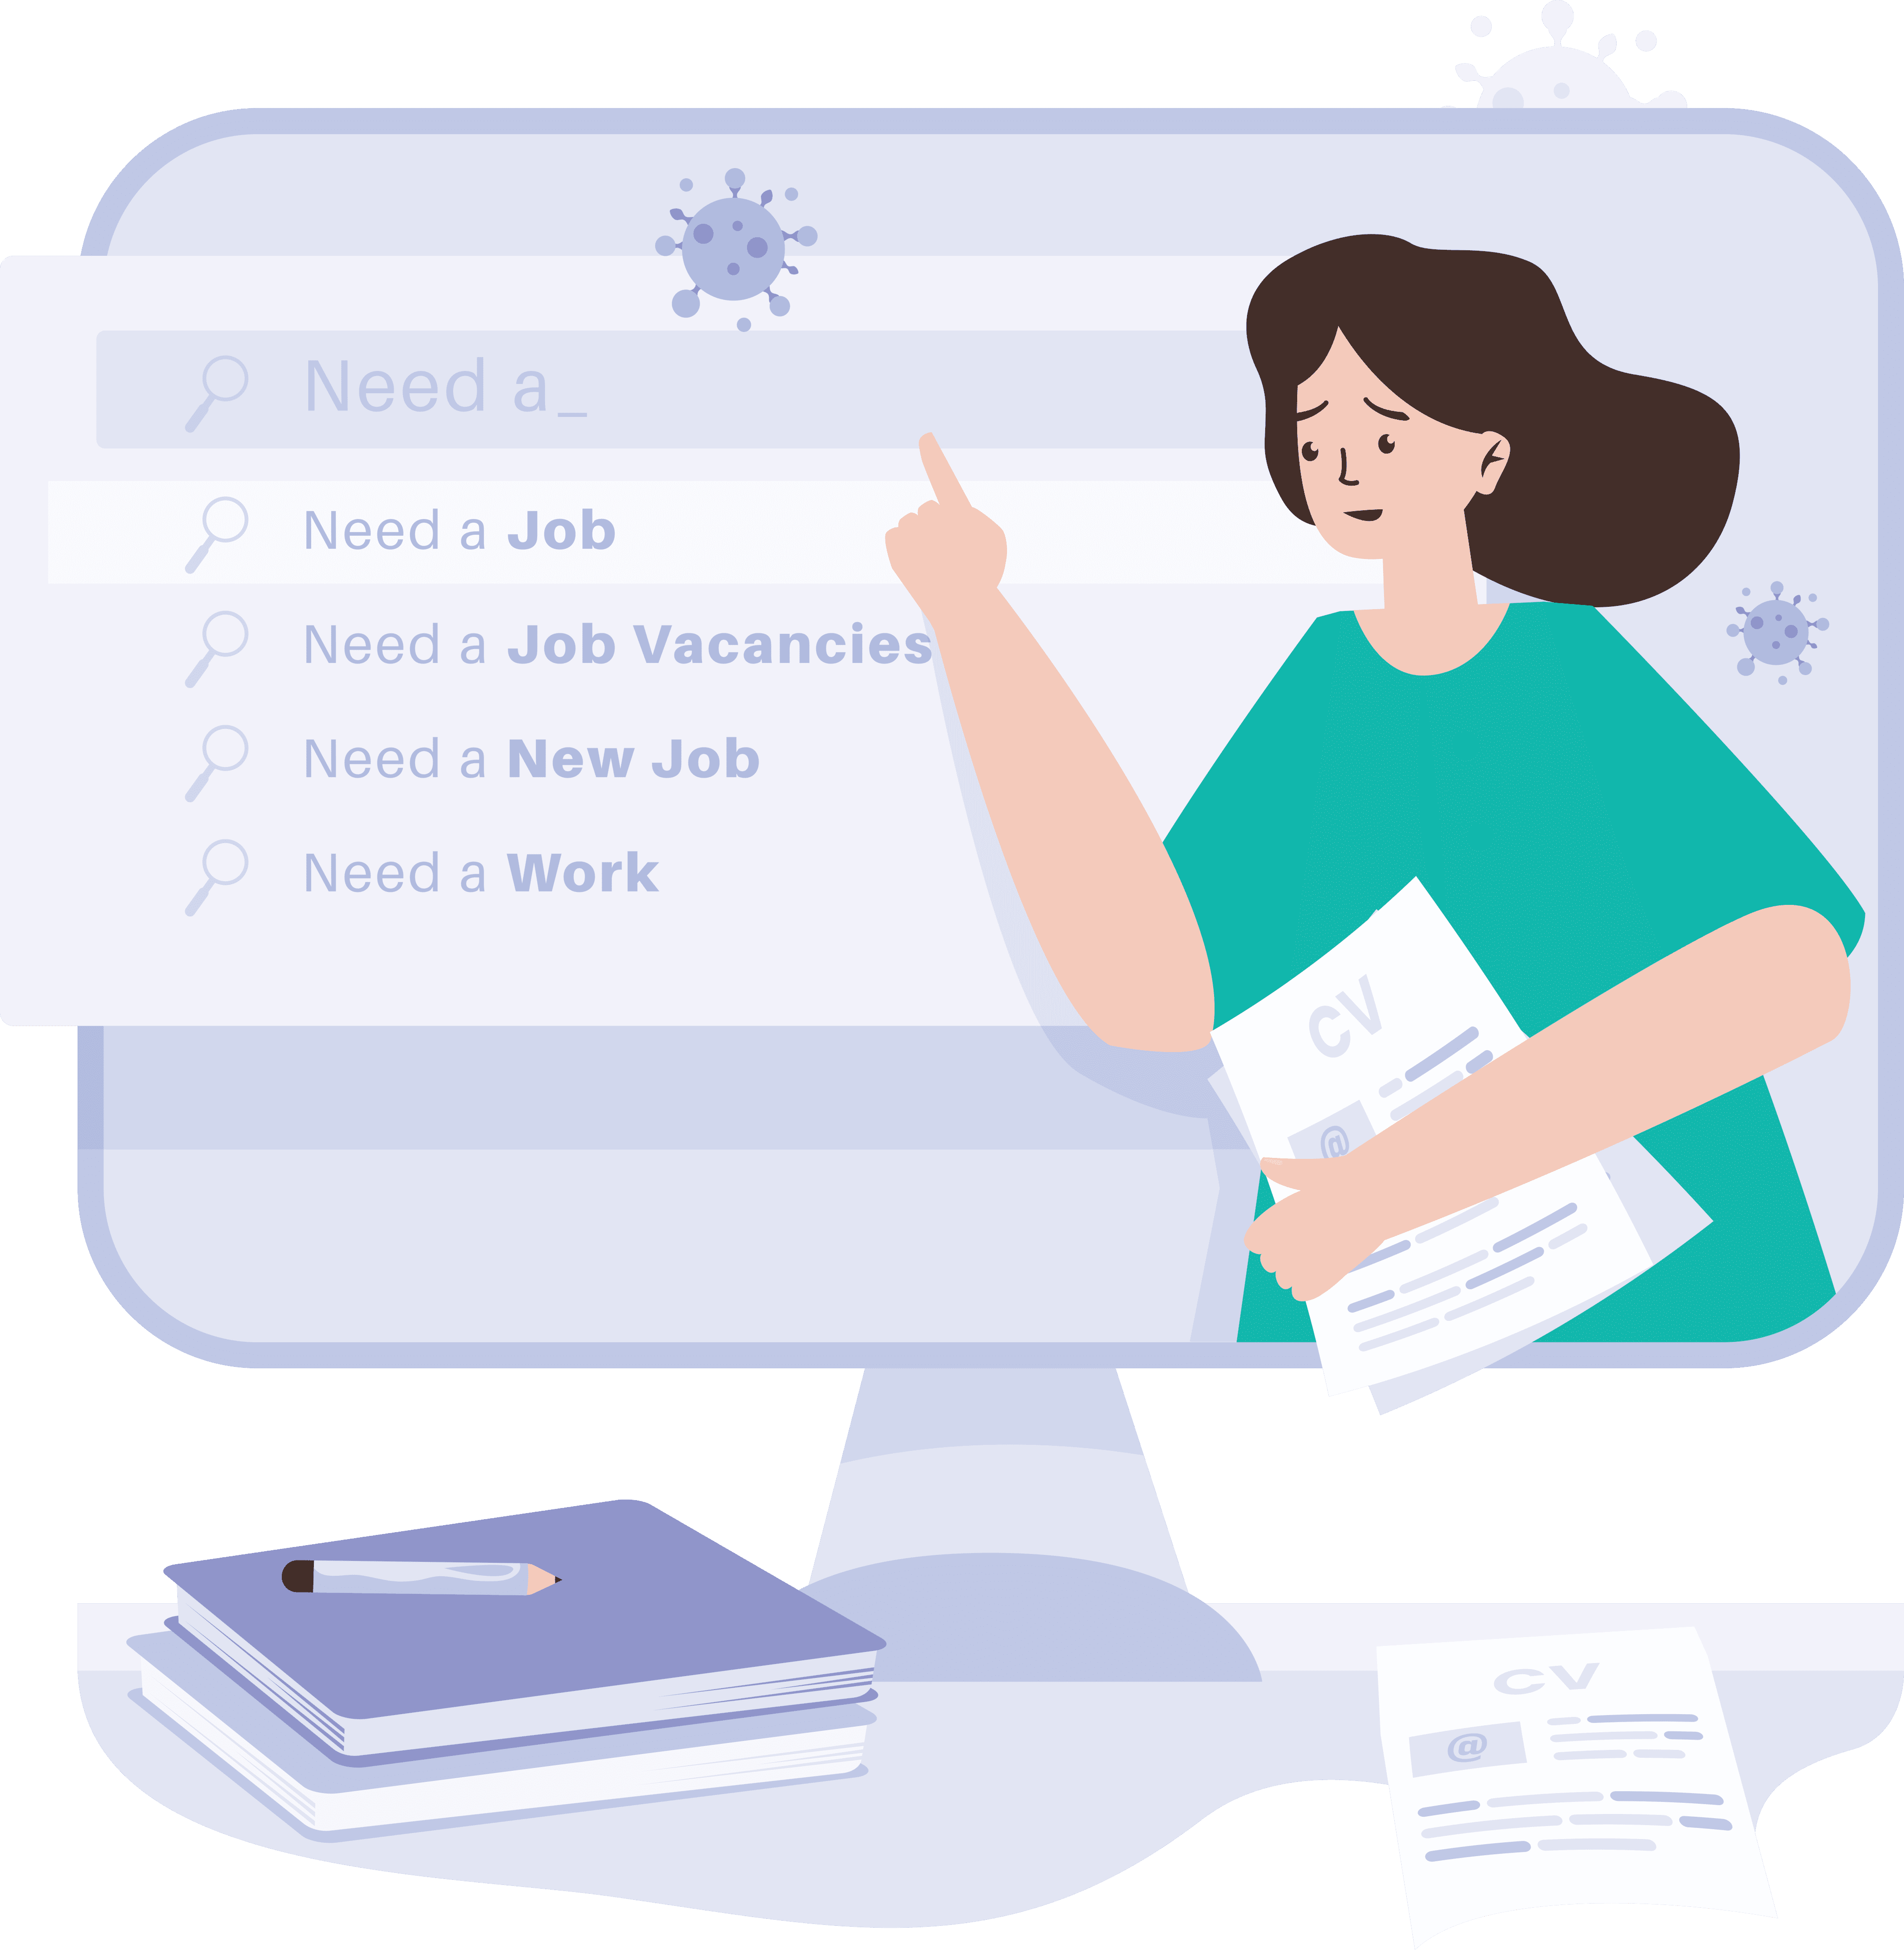 Need a_
Need a Job
Need a Job Vacancies
Need a New Job
Need a Work
CV
@
CV
@